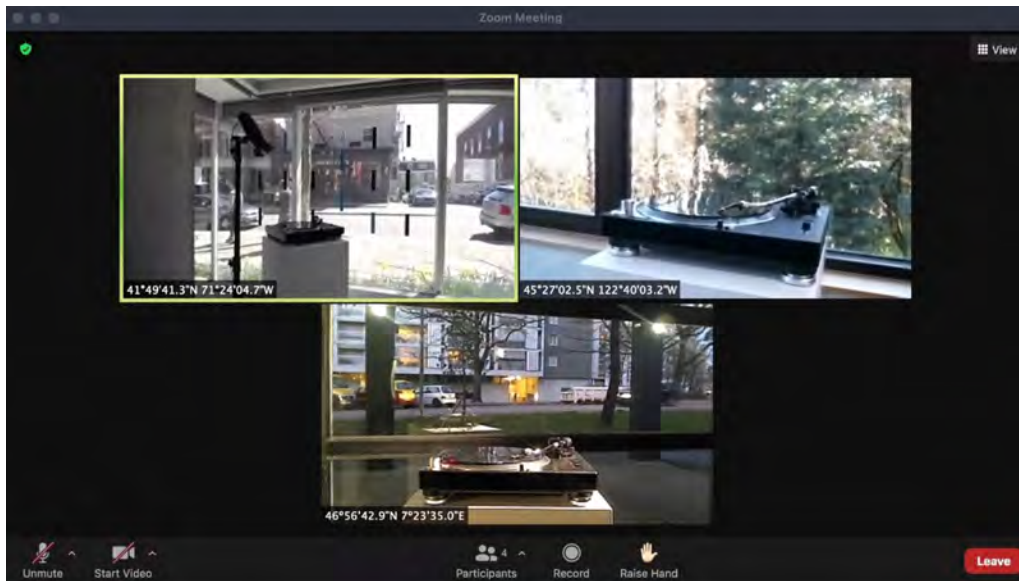 Zoom Meeting
View
41°49'41.3"N 71°24'04.7"W
45°27'02.5"N 122°40'03.2"W
46°56'42.9"N 7°23'35.0"E
Unmute
Start Video
4
Participants
Record
Raise Hand
Leave